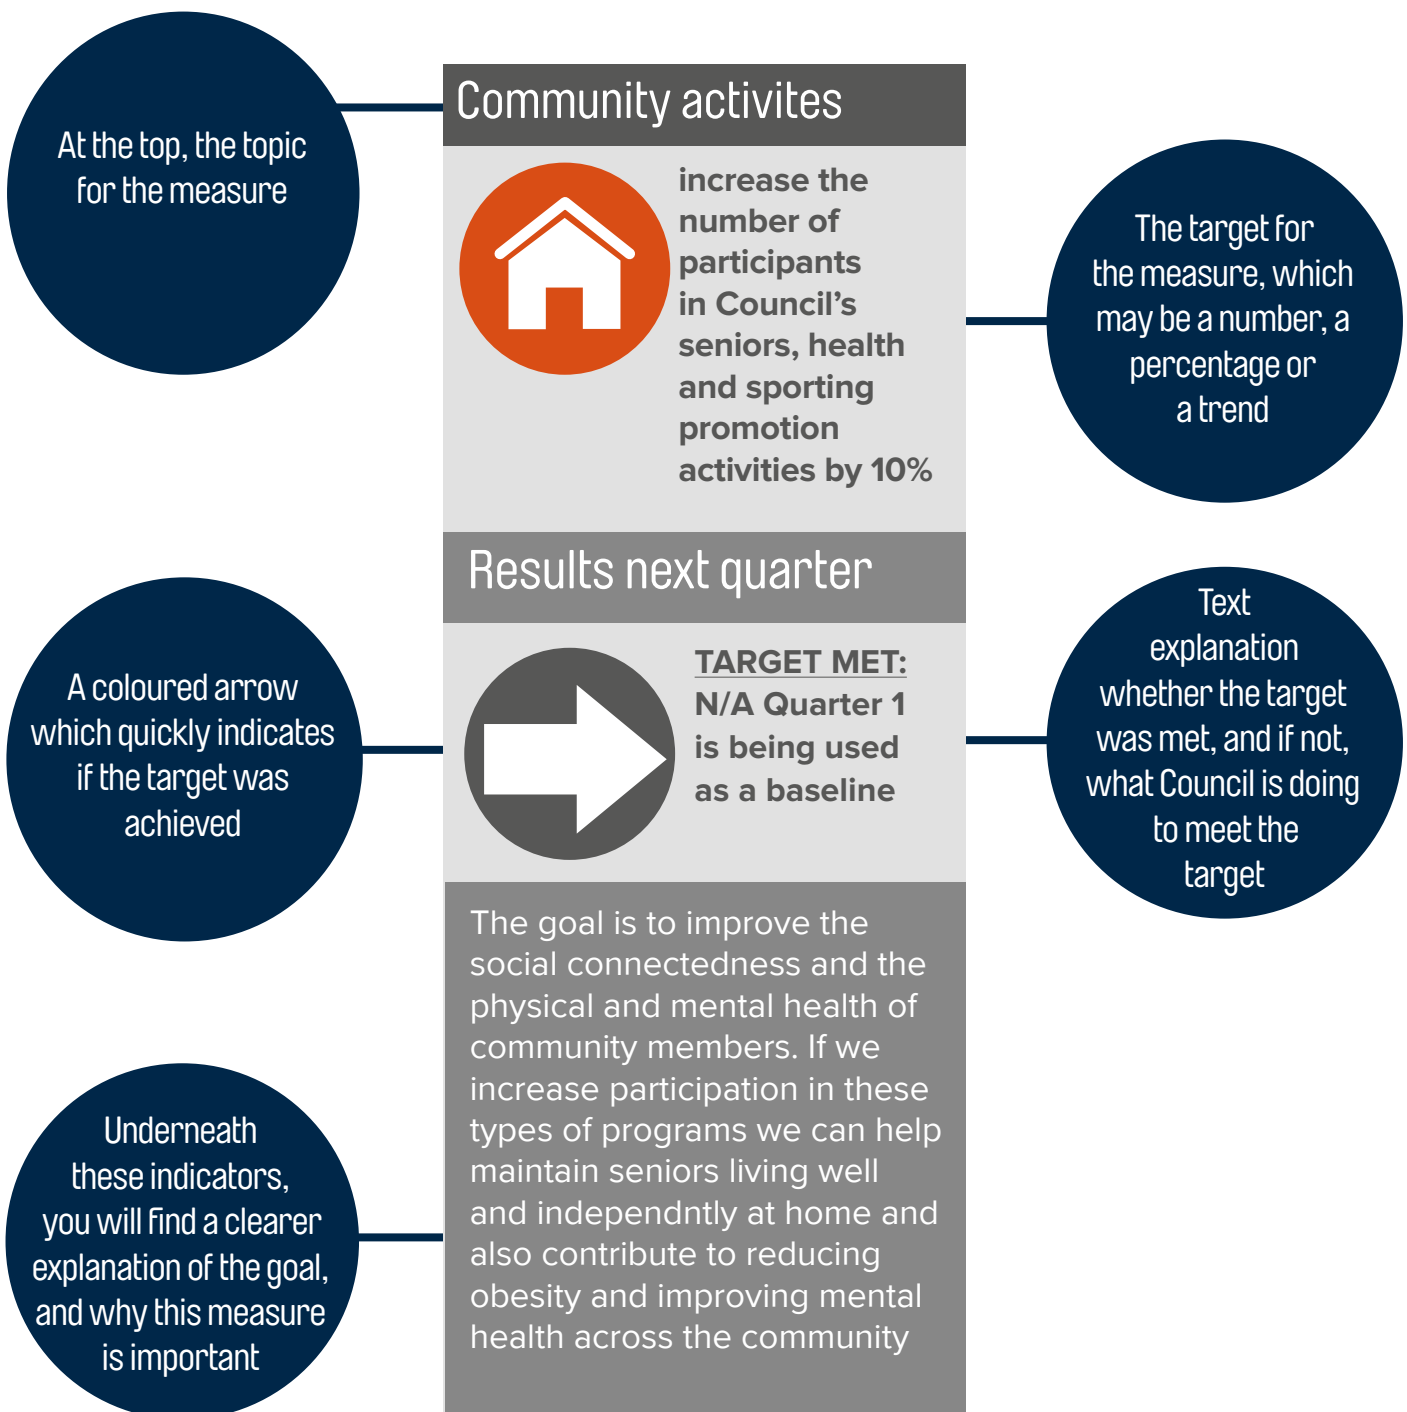 At the top, the topic
for the measure
Community activites
increase the
number of
participants
in Council’s
seniors, health
and sporting
promotion
activities by 10%
The target for
the measure, which
may be a number, a
percentage or
a trend
Results next quarter
A coloured arrow
which quickly indicates
if the target was
achieved
TARGET MET:
N/A Quarter 1
is being used
as a baseline
Text
explanation
whether the target
was met, and if not,
what Council is doing
to meet the
target
Underneath
these indicators,
you will find a clearer
explanation of the goal,
and why this measure
is important
The goal is to improve the
social connectedness and the
physical and mental health of
community members. If we
increase participation in these
types of programs we can help
maintain seniors living well
and independntly at home and
also contribute to reducing
obesity and improving mental
health across the community